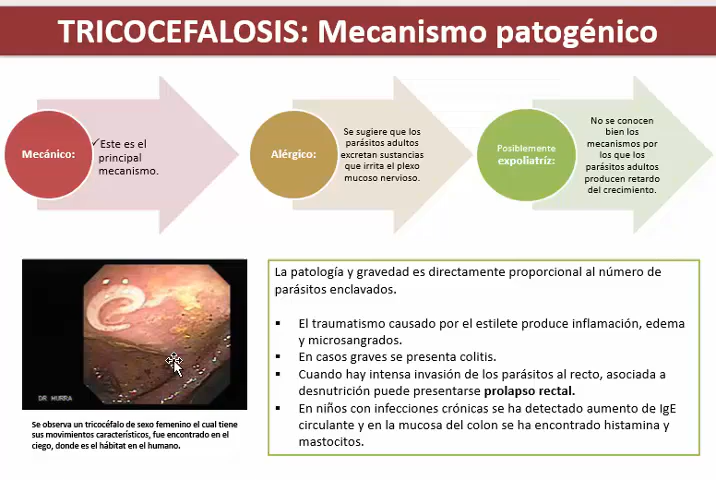 TRICOCEFALOSIS: Mecanismo patogénico
Mecánico:
✓Este es el
principal
mecanismo.
Alérgico:
Se sugiere que los
parásitos adultos
excretan sustancias
que irrita el plexo
mucoso nervioso.
Posiblemente
expoliatríz:
No se conocen
bien los
mecanismos por
los que los
parásitos adultos
producen retardo
del crecimiento.
DR MURRA
Se observa un tricocéfalo de sexo femenino el cual tiene
sus movimientos característicos, fue encontrado en el
ciego, donde es el hábitat en el humano.
La patología y gravedad es directamente proporcional al número de
parásitos enclavados.
▪ El traumatismo causado por el estilete produce inflamación, edema
y microsangrados.
▪ En casos graves se presenta colitis.
▪ Cuando hay intensa invasión de los parásitos al recto, asociada a
desnutrición puede presentarse prolapso rectal.
▪ En niños con infecciones crónicas se ha detectado aumento de IgE
circulante y en la mucosa del colon se ha encontrado histamina y
mastocitos.